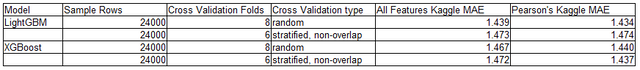 Model Sample Rows Cross Validation Folds Cross Validation type All Features Kaggle MAE Pearson's Kaggle MAE
LightGBM 24000 8 random 1.439 1.434
24000 6 stratified, non-overlap 1.473 1.474
XGBoost 24000 8 random 1.467 1.440
24000 6 stratified, non-overlap 1.472 1.437